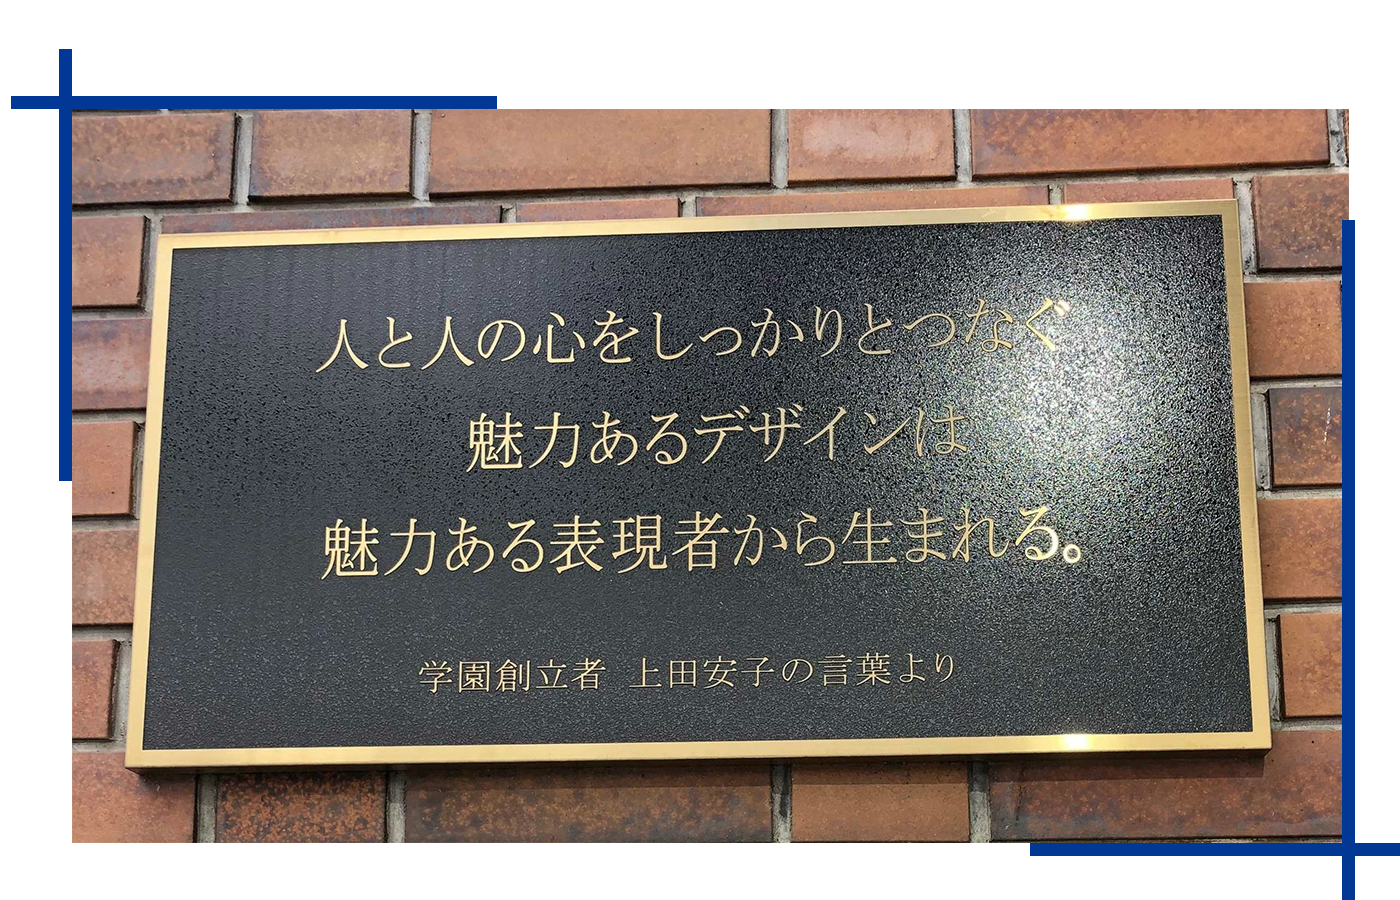 人と人の心をしっかりとつなぐ
魅力あるデザインは
魅力ある表現者から生まれる。
学園創立者 上田安子の言葉より